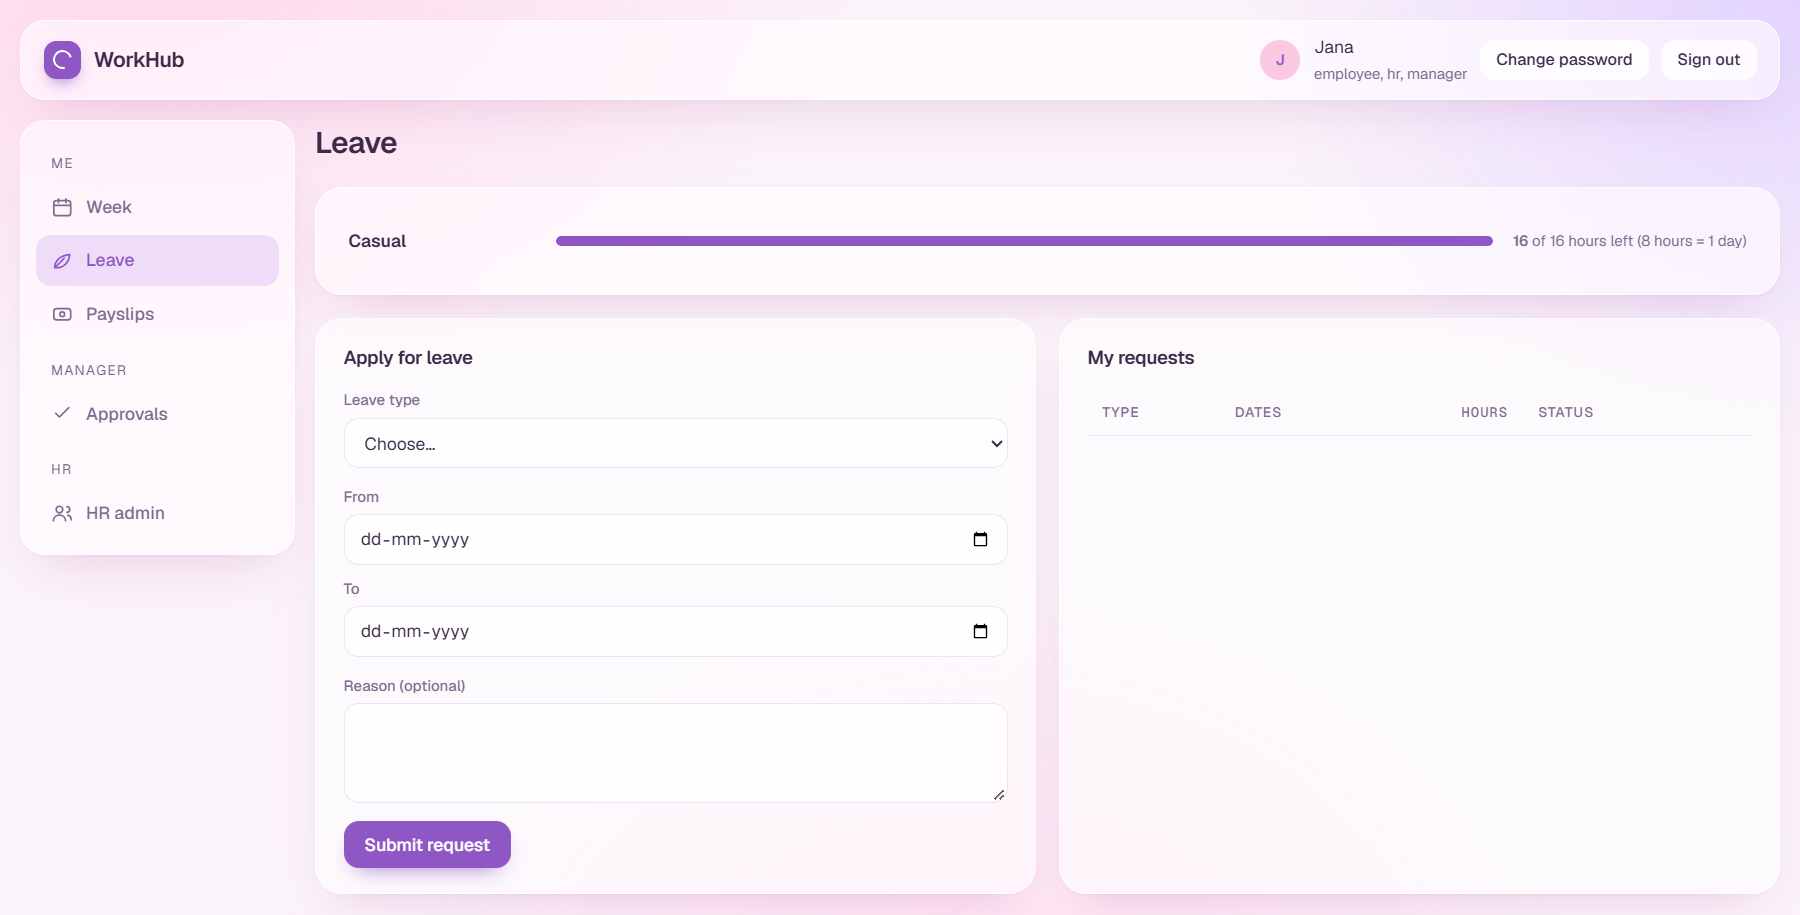 WorkHub
J
Jana
employee, hr, manager
Change password
Sign out
ME
Week
Leave
Payslips
MANAGER
Approvals
HR
HR admin
Leave
Casual
16 of 16 hours left (8 hours = 1 day)
Apply for leave
Leave type
Choose...
From
dd-mm-yyyy
To
dd-mm-yyyy
Reason (optional)
Submit request
My requests
TYPE DATES HOURS STATUS